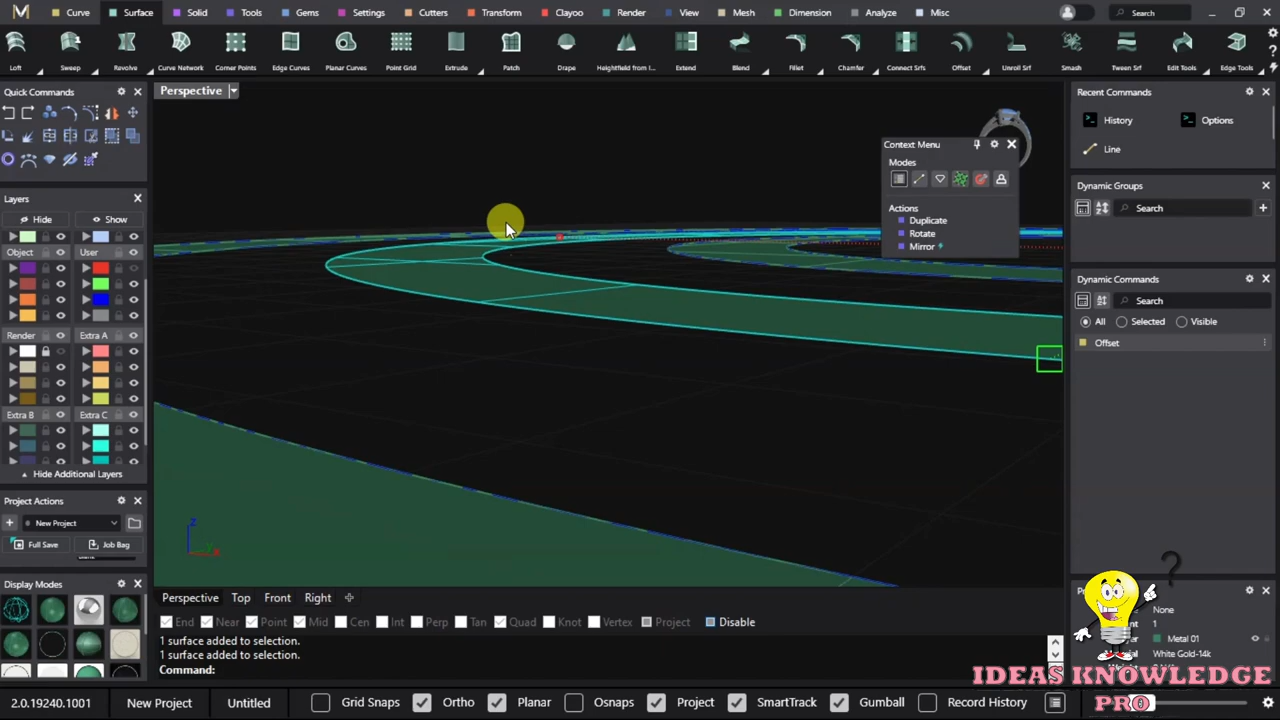 Curve Surface Solid Tools Gems Settings Cutters Transform Clayoo Render View Mesh Dimension Analyze Misc Search
Loft Sweep Revolve Curve Network Corner Points Edge Curves Planar Curves Point Grid Extrude Patch Drape Heightfield from I... Extend Blend Fillet Chamfer Connect Srfs Offset Unroll Srf Smash Tween Srf Edit Tools Edge Tools
Quick Commands
Perspective
Recent Commands
History Options
Line
Context Menu
Modes
Actions
Duplicate
Rotate
Mirror
Dynamic Groups
Search
Layers
Hide Show
Object User
Render Extra A
Extra B Extra C
Hide Additional Layers
Dynamic Commands
Search
All Selected Visible
Offset
Project Actions
New Project
Full Save Job Bag
Display Modes
z
x
Perspective Top Front Right
End Near Point Mid Cen Int Perp Tan Quad Knot Vertex Project Disable
1 surface added to selection.
1 surface added to selection.
Command:
None
1
Metal 01
White Gold-14k
IDEAS KNOWLEDGE
PRO
2.0.19240.1001 New Project Untitled Grid Snaps Ortho Planar Osnaps Project SmartTrack Gumball Record History